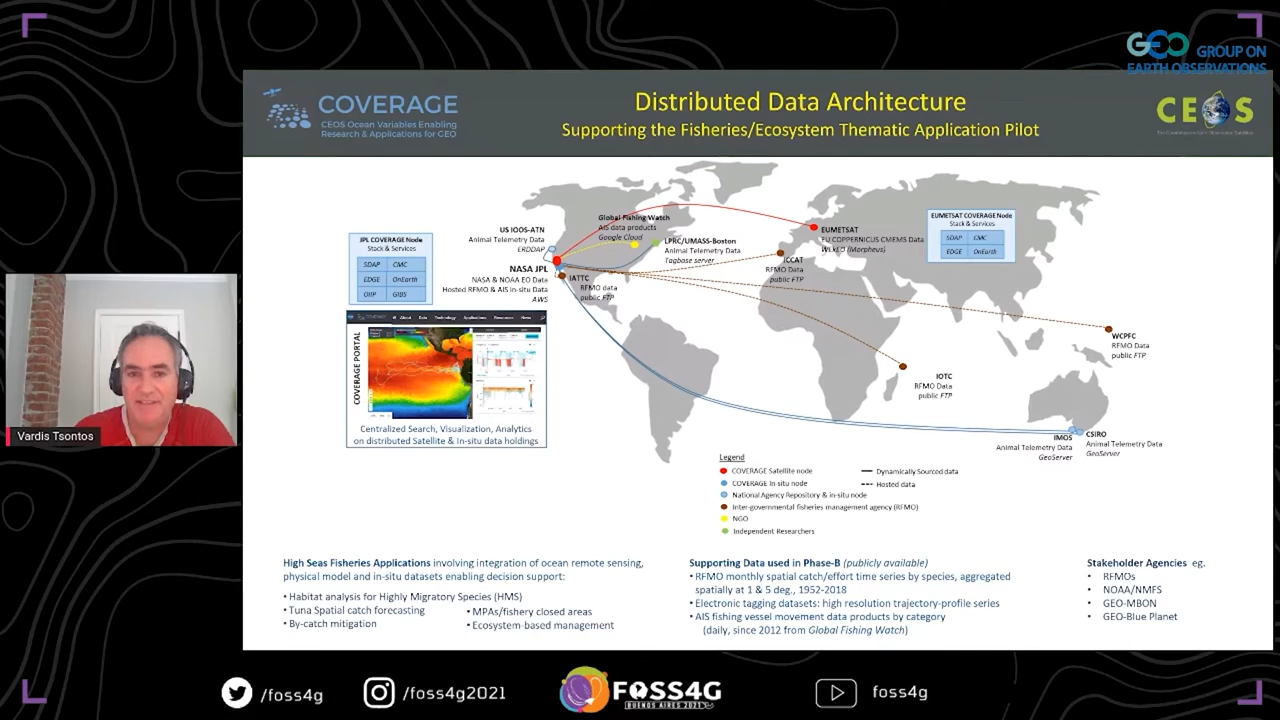 GEO GROUP ON
EARTH OBSERVATIONS
COVERAGE
CEOS Ocean Variables Enabling
Research & Applications for GEO
Distributed Data Architecture
Supporting the Fisheries/Ecosystem Thematic Application Pilot
CEOS
JPL COVERAGE Node
Stack & Services
SDAP CMC
EDGE OnEarth
OIIP GIBS
US IOOS-ATN
Animal Telemetry Data
ERDDAP
NASA JPL
NASA & NOAA EO Data
Hosted RFMO & AIS in-situ Data
AWS
Global Fishing Watch
AIS data products
Google Cloud
LPRC/UMASS-Boston
Animal Telemetry Data
Tagbase server
IATTC
RFMO data
public FTP
ICCAT
RFMO Data
public FTP
EUMETSAT
EU COPERNICUS CMEMS Data
WEkEO (Morpheus)
EUMETSAT COVERAGE Node
Stack & Services
SDAP CMC
EDGE OnEarth
WCPFC
RFMO Data
public FTP
IOTC
RFMO Data
public FTP
IMOS
Animal Telemetry Data
GeoServer
CSIRO
Animal Telemetry Data
GeoServer
COVERAGE PORTAL
COVERAGE
About Data Technology Applications Resources News
Centralized Search, Visualization, Analytics
on distributed Satellite & In-situ data holdings
Vardis Tsontos
Legend
COVERAGE Satellite node
COVERAGE In-situ node
National Agency Repository & in-situ node
Inter-governmental fisheries management agency (RFMO)
NGO
Independent Researchers
Dynamically Sourced data
Hosted data
High Seas Fisheries Applications involving integration of ocean remote sensing,
physical model and in-situ datasets enabling decision support:
• Habitat analysis for Highly Migratory Species (HMS)
• Tuna Spatial catch forecasting
• By-catch mitigation
• MPAs/fishery closed areas
• Ecosystem-based management
Supporting Data used in Phase-B (publicly available)
• RFMO monthly spatial catch/effort time series by species, aggregated
spatially at 1 & 5 deg., 1952-2018
• Electronic tagging datasets: high resolution trajectory-profile series
• AIS fishing vessel movement data products by category
(daily, since 2012 from Global Fishing Watch)
Stakeholder Agencies eg.
• RFMOs
• NOAA/NMFS
• GEO-MBON
• GEO-Blue Planet
/foss4g
/foss4g2021
FOSS4G
BUENOS AIRES 2021
foss4g